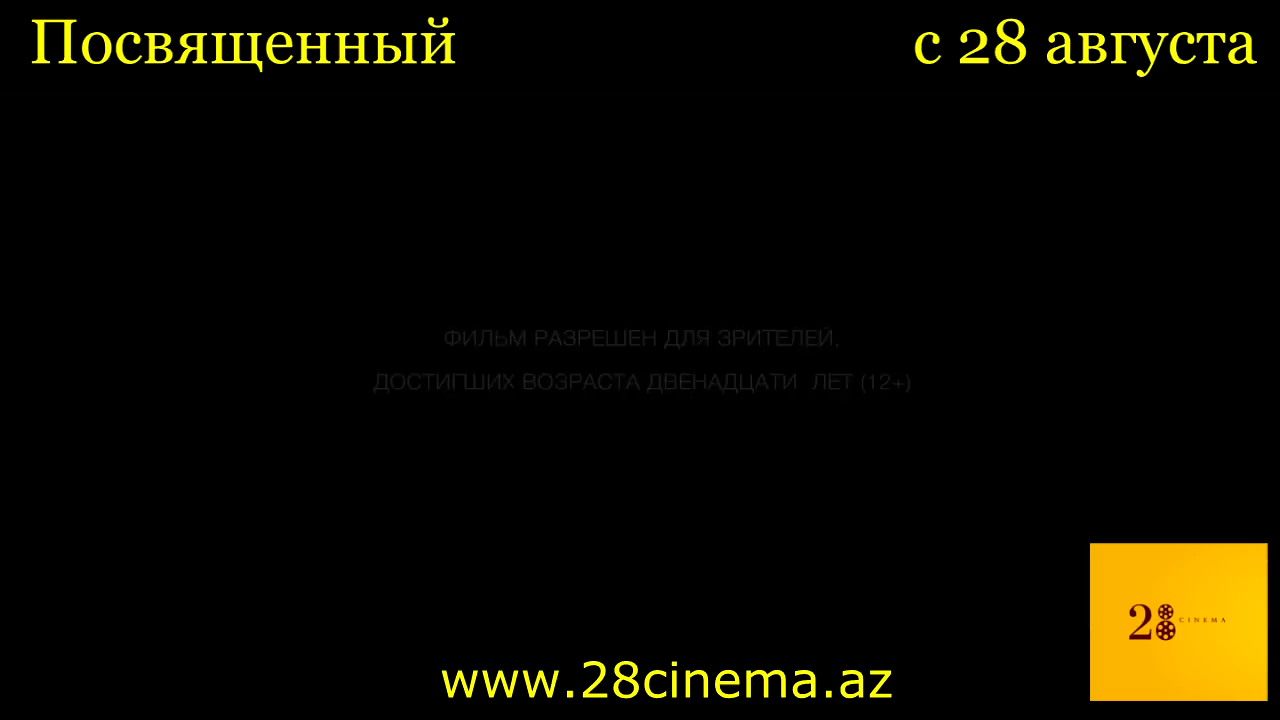 Посвященный
с 28 августа
ФИЛЬМ РАЗРЕШЕН ДЛЯ ЗРИТЕЛЕЙ,
ДОСТИГШИХ ВОЗРАСТА ДВЕНАДЦАТИ ЛЕТ (12+)
28 CINEMA
www.28cinema.az